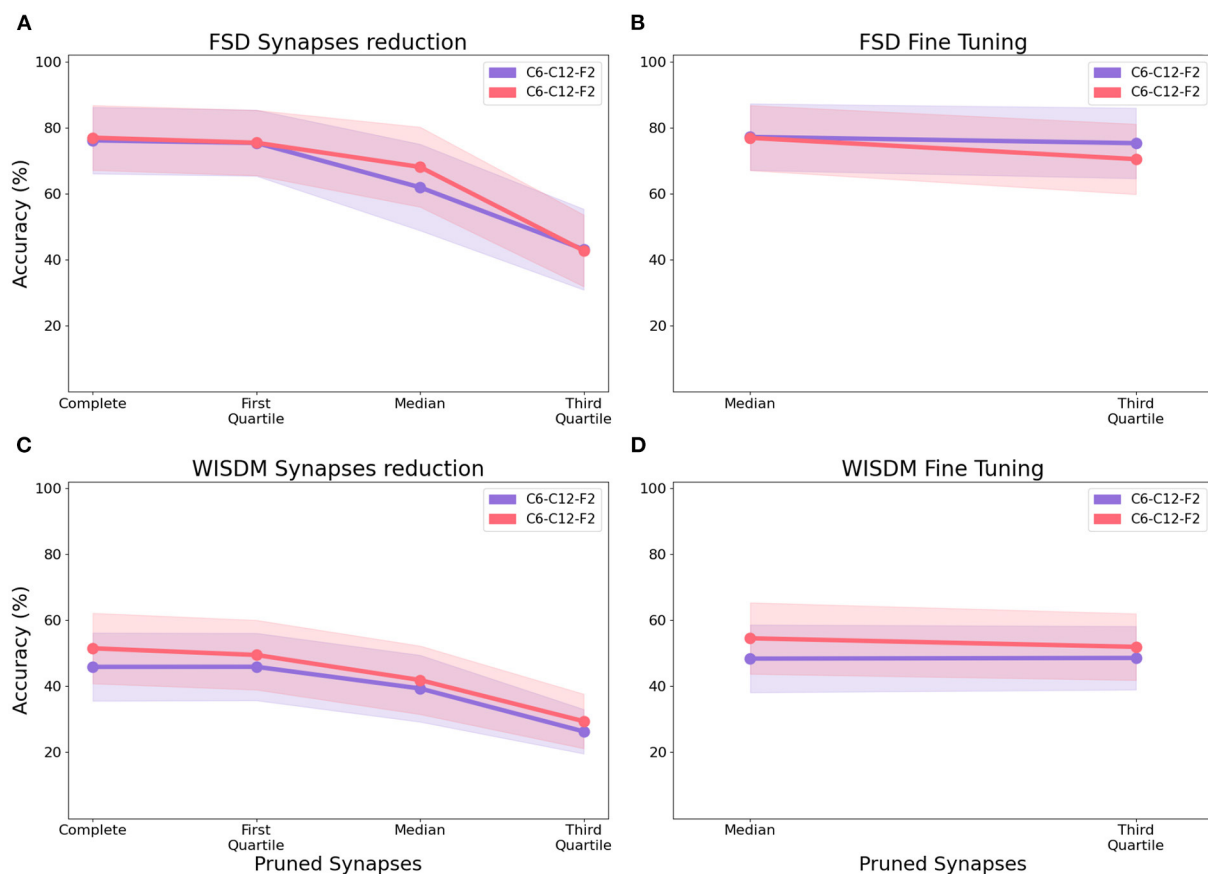 A
FSD Synapses reduction
C6-C12-F2
C6-C12-F2
Accuracy (%)
100
80
60
40
20
Complete
First
Quartile
Median
Third
Quartile
B
FSD Fine Tuning
C6-C12-F2
C6-C12-F2
100
80
60
40
20
Median
Third
Quartile
C
WISDM Synapses reduction
C6-C12-F2
C6-C12-F2
Accuracy (%)
100
80
60
40
20
Complete
First
Quartile
Median
Third
Quartile
Pruned Synapses
D
WISDM Fine Tuning
C6-C12-F2
C6-C12-F2
100
80
60
40
20
Median
Third
Quartile
Pruned Synapses